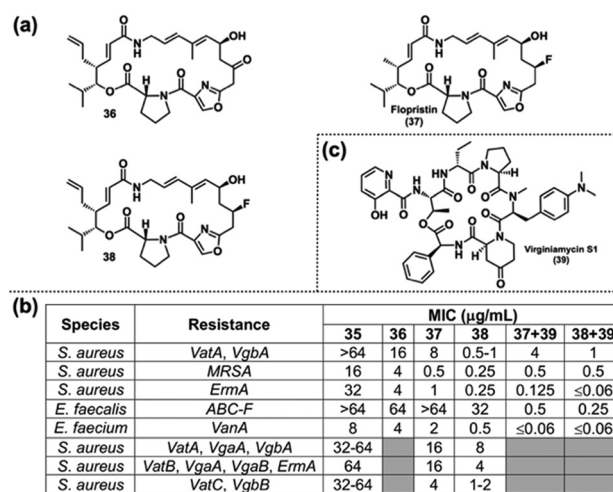 (a)
O
N
H
OH
O
O
H
O
N
O
N
O
36
O
N
H
OH
F
O
O
H
O
N
N
O
Flopristin
(37)
O
N
H
OH
F
O
O
H
O
N
N
O
38
(c)
N
OH
O
H
N
O
HN
O
N
H
O
N
O
O
O
N
H
O
H
N
O
N
Virginiamycin S1
(39)
(b)
Species Resistance MIC (μg/mL)
35 36 37 38 37+39 38+39
S. aureus VatA, VgbA >64 16 8 0.5-1 4 1
S. aureus MRSA 16 4 0.5 0.25 0.5 0.5
S. aureus ErmA 32 4 1 0.25 0.125 ≤0.06
E. faecalis ABC-F >64 64 >64 32 0.5 0.25
E. faecium VanA 8 4 2 0.5 ≤0.06 ≤0.06
S. aureus VatA, VgaA, VgbA 32-64 16 8
S. aureus VatB, VgaA, VgaB, ErmA 64 16 4
S. aureus VatC, VgbB 32-64 4 1-2